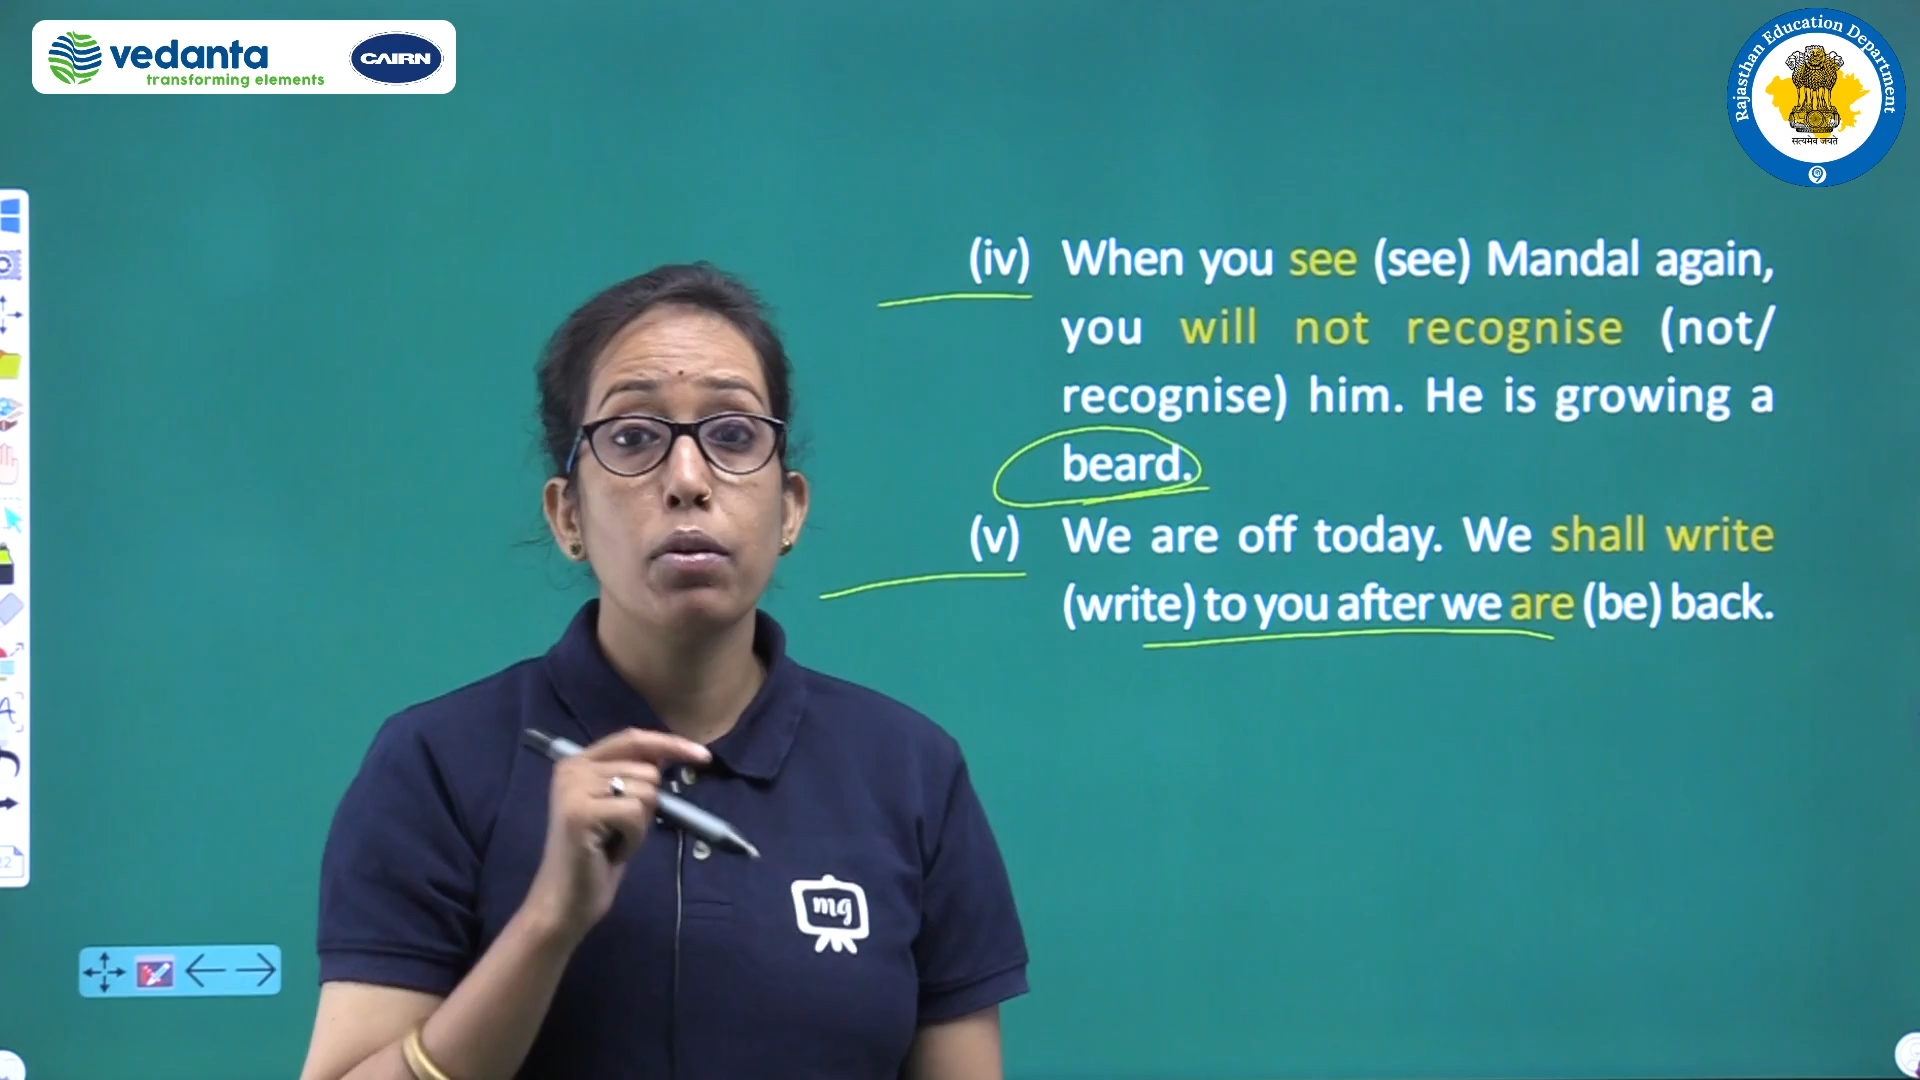 vedanta
transforming elements
CAIRN
Rajasthan Education Department
सत्यमेव जयते
(iv) When you see (see) Mandal again,
you will not recognise (not/
recognise) him. He is growing a
beard.
(v) We are off today. We shall write
(write) to you after we are (be) back.
mg
22